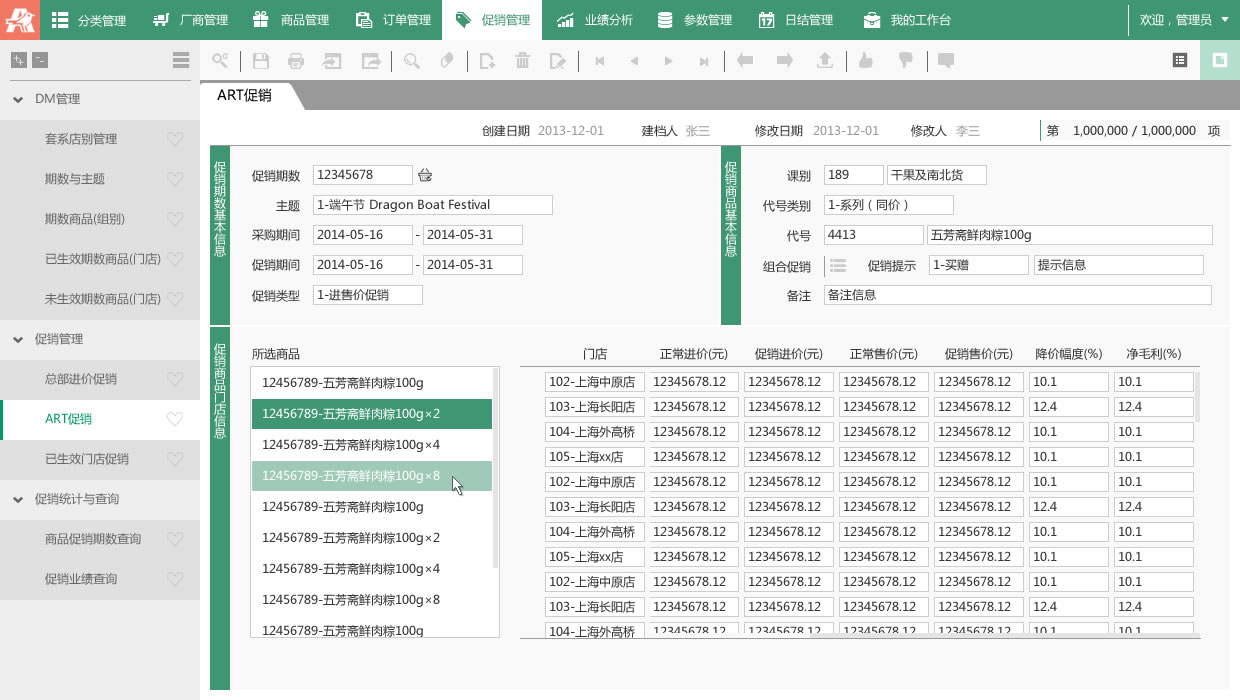 分类管理 厂商管理 商品管理 订单管理 促销管理 业绩分析 参数管理 日结管理 我的工作台 欢迎，管理员
DM管理
套系店别管理
期数与主题
期数商品(组别)
已生效期数商品(门店)
未生效期数商品(门店)
促销管理
总部进价促销
ART促销
已生效门店促销
促销统计与查询
商品促销期数查询
促销业绩查询
ART促销
创建日期 2013-12-01 建档人 张三 修改日期 2013-12-01 修改人 李三 第 1,000,000 / 1,000,000 项
促销期数基本信息
促销期数 12345678
主题 1-端午节 Dragon Boat Festival
采购期间 2014-05-16 - 2014-05-31
促销期间 2014-05-16 - 2014-05-31
促销类型 1-进售价促销
促销商品基本信息
课别 189 干果及南北货
代号类别 1-系列（同价）
代号 4413 五芳斋鲜肉粽100g
组合促销 促销提示 1-买赠 提示信息
备注 备注信息
促销商品门店信息
所选商品
12456789-五芳斋鲜肉粽100g
12456789-五芳斋鲜肉粽100g×2
12456789-五芳斋鲜肉粽100g×4
12456789-五芳斋鲜肉粽100g×8
12456789-五芳斋鲜肉粽100g
12456789-五芳斋鲜肉粽100g×2
12456789-五芳斋鲜肉粽100g×4
12456789-五芳斋鲜肉粽100g×8
12456789-五芳斋鲜肉粽100g
门店 正常进价(元) 促销进价(元) 正常售价(元) 促销售价(元) 降价幅度(%) 净毛利(%)
102-上海中原店 12345678.12 12345678.12 12345678.12 12345678.12 10.1 10.1
103-上海长阳店 12345678.12 12345678.12 12345678.12 12345678.12 12.4 12.4
104-上海外高桥 12345678.12 12345678.12 12345678.12 12345678.12 10.1 10.1
105-上海xx店 12345678.12 12345678.12 12345678.12 12345678.12 10.1 10.1
102-上海中原店 12345678.12 12345678.12 12345678.12 12345678.12 10.1 10.1
103-上海长阳店 12345678.12 12345678.12 12345678.12 12345678.12 12.4 12.4
104-上海外高桥 12345678.12 12345678.12 12345678.12 12345678.12 10.1 10.1
105-上海xx店 12345678.12 12345678.12 12345678.12 12345678.12 10.1 10.1
102-上海中原店 12345678.12 12345678.12 12345678.12 12345678.12 10.1 10.1
103-上海长阳店 12345678.12 12345678.12 12345678.12 12345678.12 12.4 12.4
104-上海外高桥 12345678.12 12345678.12 12345678.12 12345678.12 10.1 10.1